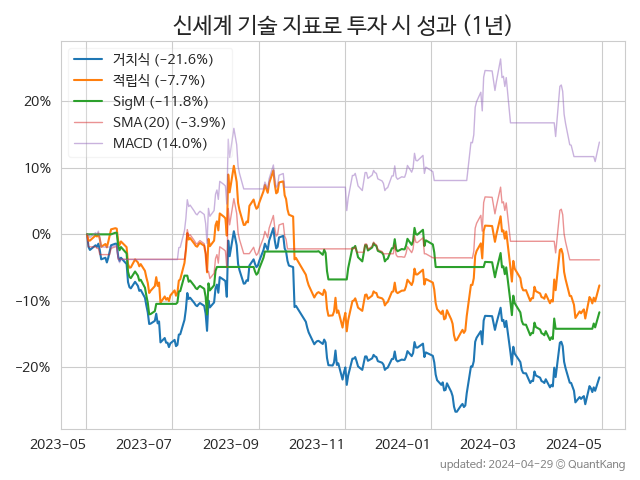 신세계 기술 지표로 투자 시 성과 (1년)
거치식 (−21.6%)
적립식 (−7.7%)
SigM (−11.8%)
SMA(20) (−3.9%)
MACD (14.0%)
20%
10%
0%
−10%
−20%
2023-05 2023-07 2023-09 2023-11 2024-01 2024-03 2024-05
updated: 2024-04-29 © QuantKang